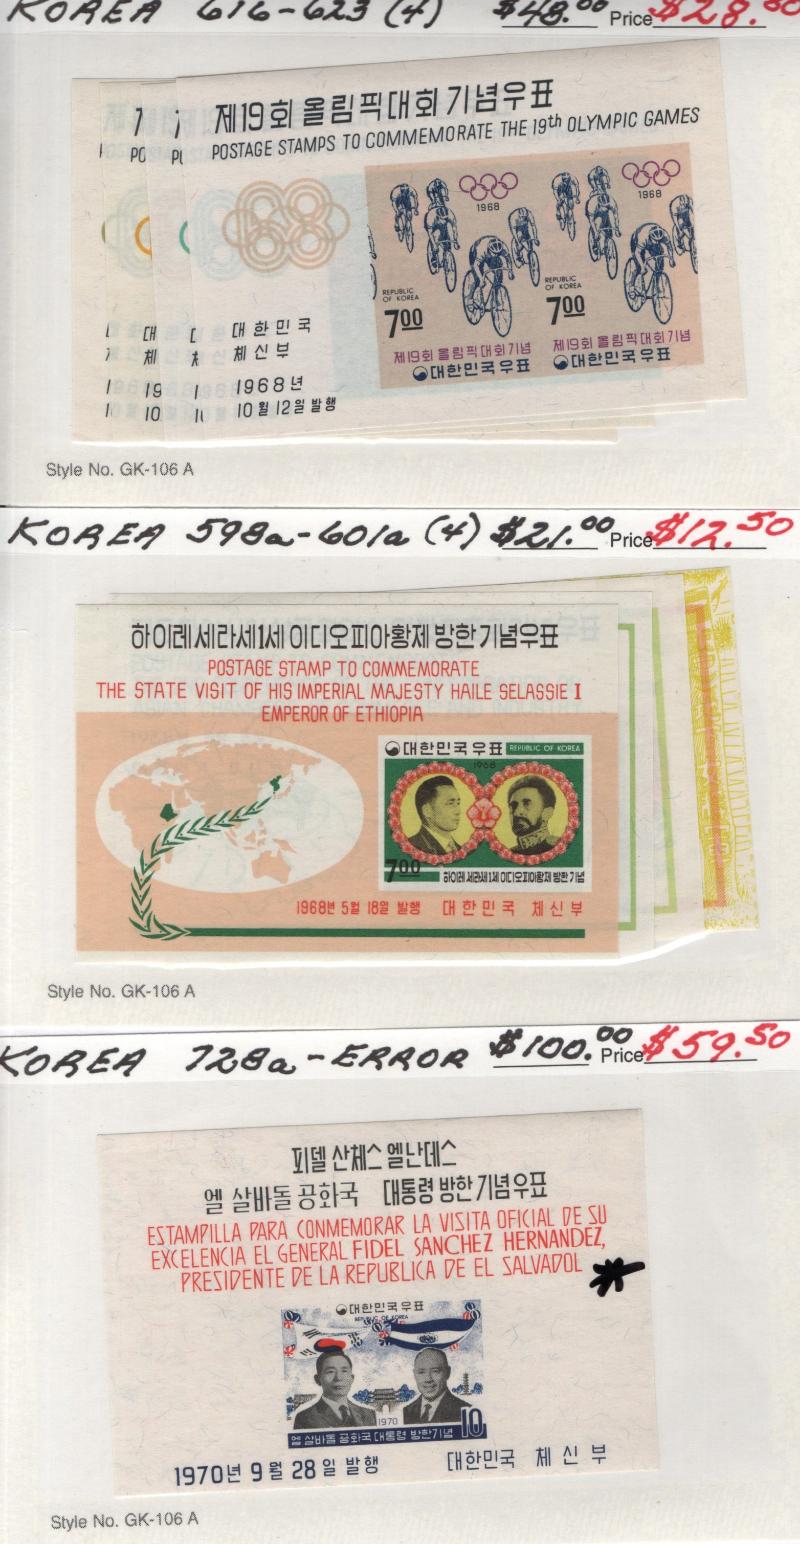 KOREA 616-623 (4) $48.00 Price $28.80
제19회 올림픽대회기념우표
POSTAGE STAMPS TO COMMEMORATE THE 19th OLYMPIC GAMES
1968
1968
REPUBLIC OF KOREA
REPUBLIC OF KOREA
7 00
7 00
제19회 올림픽대회기념
제19회 올림픽대회기념
대한민국우표
대한민국우표
대한민국
체신부
1968년
10월 12일 발행
Style No. GK-106 A
KOREA 598a-601a (4) $21.00 Price $12.50
하이레 세라세1세 이디오피아황제 방한기념우표
POSTAGE STAMP TO COMMEMORATE
THE STATE VISIT OF HIS IMPERIAL MAJESTY HAILE SELASSIE I
EMPEROR OF ETHIOPIA
대한민국우표 REPUBLIC OF KOREA
1968
7 00
하이레 세라세1세 이디오피아황제 방한기념
1968년 5월 18일 발행 대한민국 체신부
Style No. GK-106 A
KOREA 728a-ERROR $100.00 Price $59.50
피델 산체스 엘난데스
엘 살바돌 공화국 대통령 방한기념우표
ESTAMPILLA PARA CONMEMORAR LA VISITA OFICIAL DE SU
EXCELENCIA EL GENERAL FIDEL SANCHEZ HERNANDEZ,
PRESIDENTE DE LA REPUBLICA DE EL SALVADOL
대한민국우표
REPUBLIC OF KOREA
1970
10
엘 살바돌 공화국 대통령 방한기념
1970년 9월 28일 발행 대한민국 체신부
Style No. GK-106 A